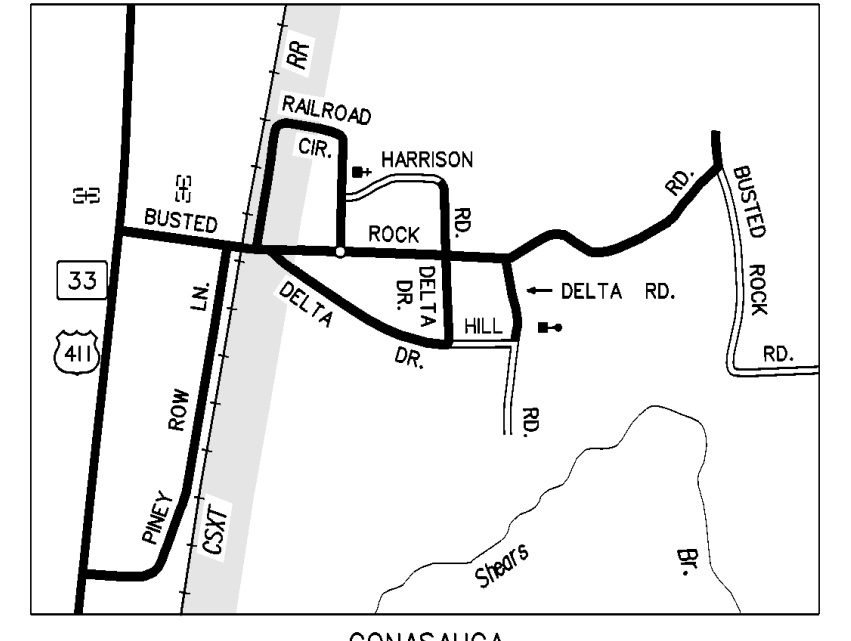 RR
RAILROAD
CIR.
HARRISON
RD.
BUSTED
ROCK
RD.
BUSTED
ROCK
RD.
33
411
LN.
ROW
PINEY
CSXT
DELTA
DR.
DELTA
DR.
HILL
RD.
DELTA RD.
Shears
Br.
CONASAUGA